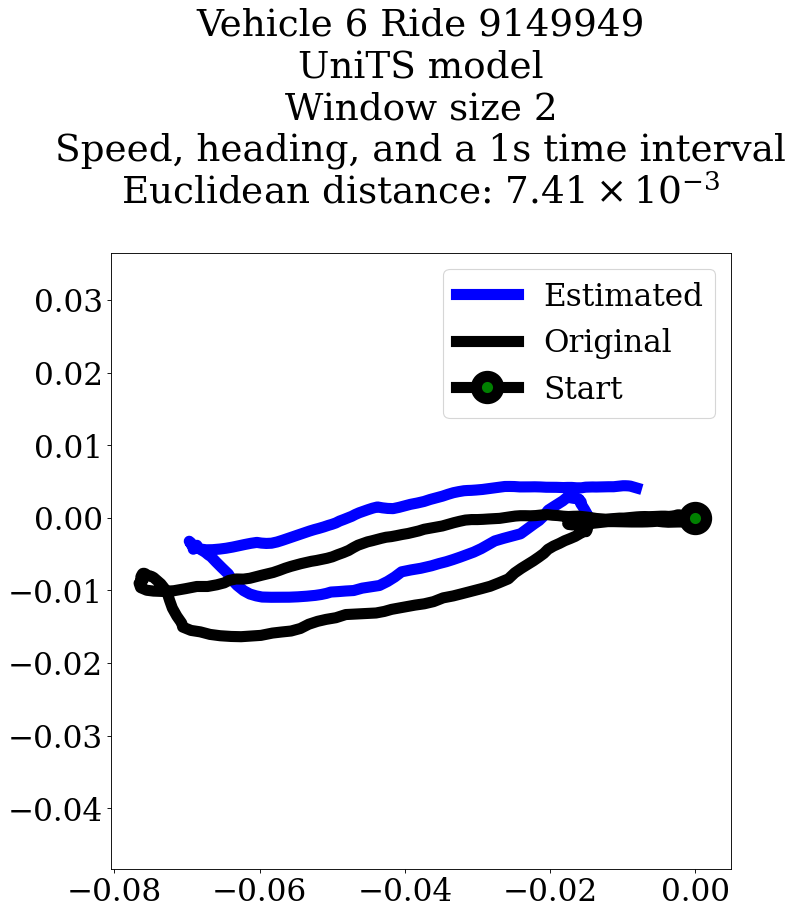 Vehicle 6 Ride 9149949
UniTS model
Window size 2
Speed, heading, and a 1s time interval
Euclidean distance: 7.41 × 10⁻³
Estimated
Original
Start
0.03
0.02
0.01
0.00
−0.01
−0.02
−0.03
−0.04
−0.08
−0.06
−0.04
−0.02
0.00